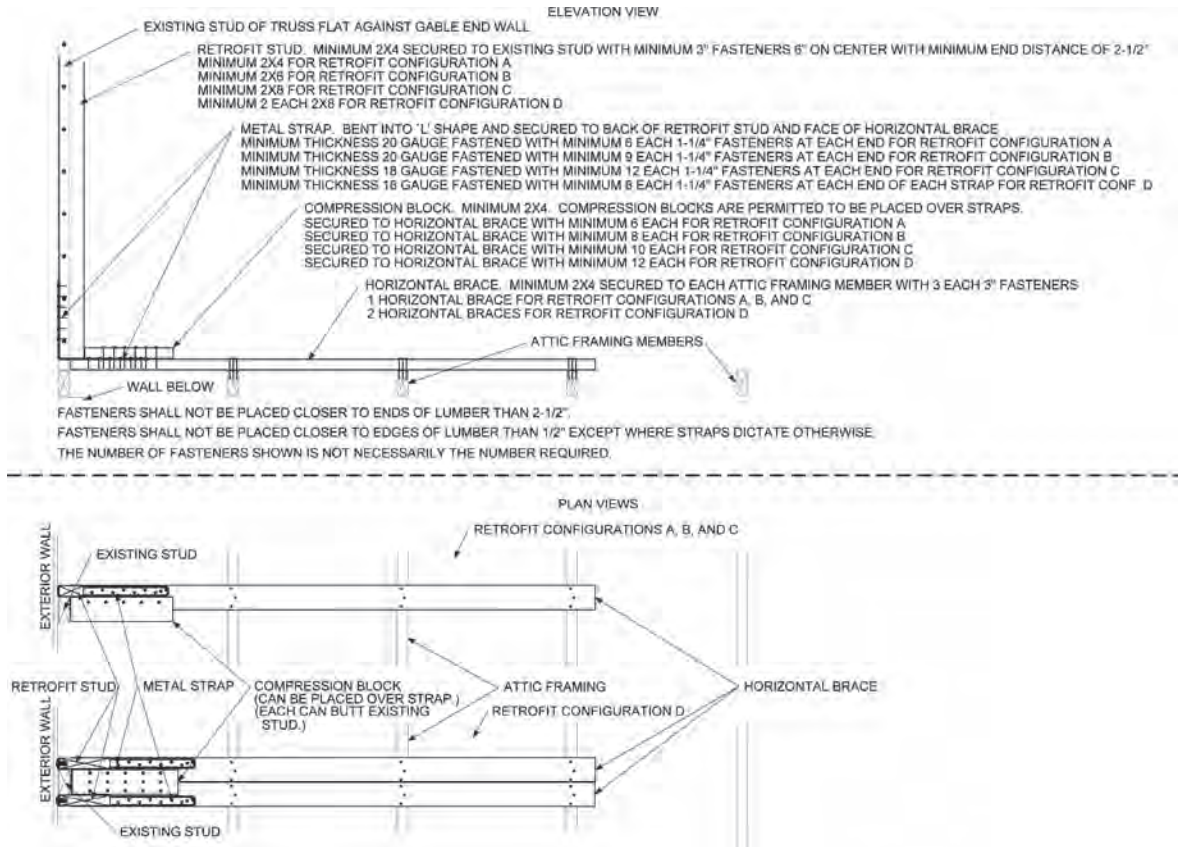 ELEVATION VIEW
EXISTING STUD OF TRUSS FLAT AGAINST GABLE END WALL
RETROFIT STUD. MINIMUM 2X4 SECURED TO EXISTING STUD WITH MINIMUM 3" FASTENERS 6" ON CENTER WITH MINIMUM END DISTANCE OF 2-1/2"
MINIMUM 2X4 FOR RETROFIT CONFIGURATION A
MINIMUM 2X6 FOR RETROFIT CONFIGURATION B
MINIMUM 2X8 FOR RETROFIT CONFIGURATION C
MINIMUM 2 EACH 2X8 FOR RETROFIT CONFIGURATION D
METAL STRAP. BENT INTO 'L' SHAPE AND SECURED TO BACK OF RETROFIT STUD AND FACE OF HORIZONTAL BRACE
MINIMUM THICKNESS 20 GAUGE FASTENED WITH MINIMUM 6 EACH 1-1/4" FASTENERS AT EACH END FOR RETROFIT CONFIGURATION A
MINIMUM THICKNESS 20 GAUGE FASTENED WITH MINIMUM 9 EACH 1-1/4" FASTENERS AT EACH END FOR RETROFIT CONFIGURATION B
MINIMUM THICKNESS 18 GAUGE FASTENED WITH MINIMUM 12 EACH 1-1/4" FASTENERS AT EACH END FOR RETROFIT CONFIGURATION C
MINIMUM THICKNESS 18 GAUGE FASTENED WITH MINIMUM 8 EACH 1-1/4" FASTENERS AT EACH END OF EACH STRAP FOR RETROFIT CONF D
COMPRESSION BLOCK. MINIMUM 2X4. COMPRESSION BLOCKS ARE PERMITTED TO BE PLACED OVER STRAPS.
SECURED TO HORIZONTAL BRACE WITH MINIMUM 6 EACH FOR RETROFIT CONFIGURATION A
SECURED TO HORIZONTAL BRACE WITH MINIMUM 8 EACH FOR RETROFIT CONFIGURATION B
SECURED TO HORIZONTAL BRACE WITH MINIMUM 10 EACH FOR RETROFIT CONFIGURATION C
SECURED TO HORIZONTAL BRACE WITH MINIMUM 12 EACH FOR RETROFIT CONFIGURATION D
HORIZONTAL BRACE. MINIMUM 2X4 SECURED TO EACH ATTIC FRAMING MEMBER WITH 3 EACH 3" FASTENERS
1 HORIZONTAL BRACE FOR RETROFIT CONFIGURATIONS A, B, AND C
2 HORIZONTAL BRACES FOR RETROFIT CONFIGURATION D
ATTIC FRAMING MEMBERS
WALL BELOW
FASTENERS SHALL NOT BE PLACED CLOSER TO ENDS OF LUMBER THAN 2-1/2".
FASTENERS SHALL NOT BE PLACED CLOSER TO EDGES OF LUMBER THAN 1/2" EXCEPT WHERE STRAPS DICTATE OTHERWISE.
THE NUMBER OF FASTENERS SHOWN IS NOT NECESSARILY THE NUMBER REQUIRED.
PLAN VIEWS
RETROFIT CONFIGURATIONS A, B, AND C
EXTERIOR WALL
EXISTING STUD
RETROFIT STUD
METAL STRAP
COMPRESSION BLOCK
(CAN BE PLACED OVER STRAP.)
(EACH CAN BUTT EXISTING
STUD.)
ATTIC FRAMING
HORIZONTAL BRACE
RETROFIT CONFIGURATION D
EXTERIOR WALL
EXISTING STUD